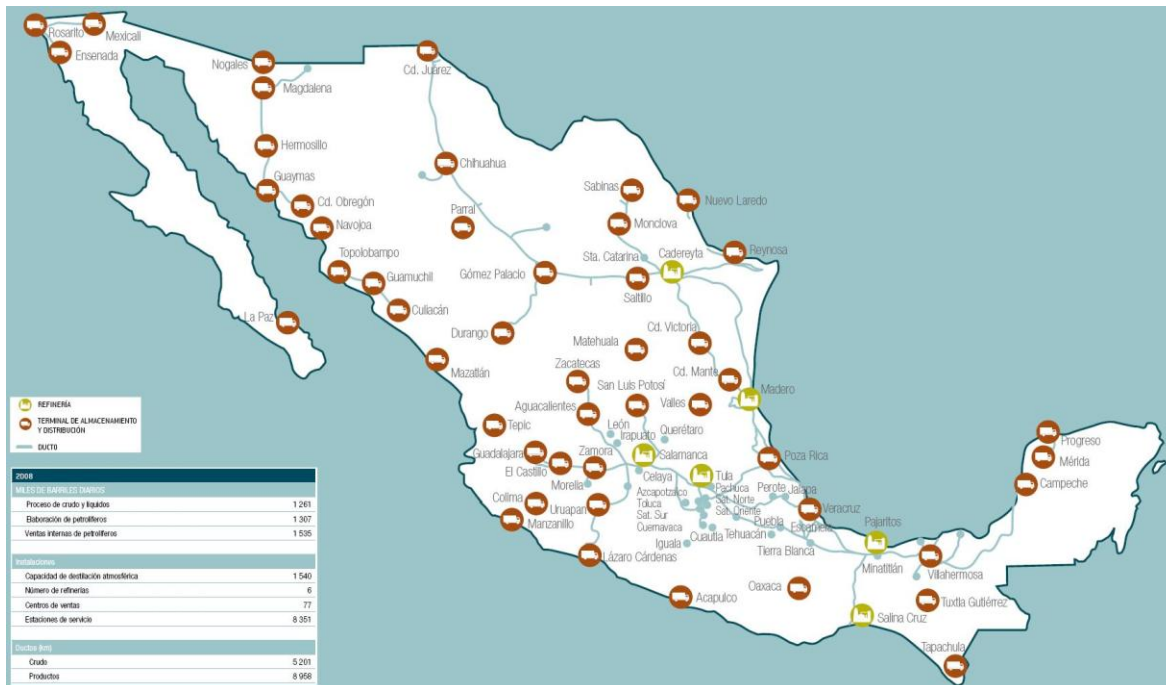 Rosarito
Mexicali
Ensenada
Nogales
Magdalena
Hermosillo
Guaymas
Cd. Obregón
Navojoa
Topolobampo
Guamuchil
Culiacán
La Paz
Mazatlán
Cd. Juárez
Chihuahua
Parral
Gómez Palacio
Durango
Sabinas
Monclova
Nuevo Laredo
Reynosa
Sta. Catarina
Cadereyta
Saltillo
Cd. Victoria
Matehuala
Zacatecas
San Luis Potosí
Cd. Mante
Madero
Valles
Aguacalientes
León
Irapuato
Querétaro
Tepic
Guadalajara
Zamora
Salamanca
El Castillo
Celaya
Tula
Poza Rica
Morelia
Colima
Uruapan
Manzanillo
Azcapotzalco
Toluca
Sat. Sur
Cuernavaca
Pachuca
Sat. Norte
Sat. Oriente
Perote
Jalapa
Veracruz
Puebla
Escamela
Cuautla
Tehuacán
Iguala
Tierra Blanca
Pajaritos
Minatitlán
Lázaro Cárdenas
Acapulco
Oaxaca
Salina Cruz
Villahermosa
Tuxtla Gutiérrez
Tapachula
Progreso
Mérida
Campeche
REFINERÍA
TERMINAL DE ALMACENAMIENTO
Y DISTRIBUCIÓN
DUCTO
2008
MILES DE BARRILES DIARIOS
Proceso de crudo y líquidos 1 261
Elaboración de petrolíferos 1 307
Ventas internas de petrolíferos 1 535
Instalaciones
Capacidad de destilación atmosférica 1 540
Número de refinerías 6
Centros de ventas 77
Estaciones de servicio 8 351
Ductos (km)
Crudo 5 201
Productos 8 958